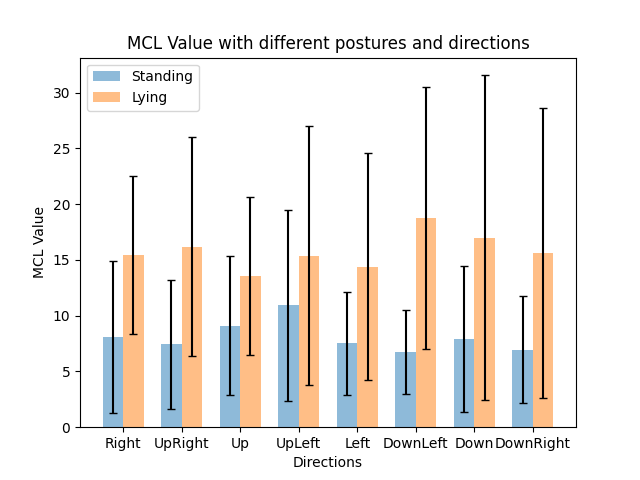 MCL Value with different postures and directions
Standing
Lying
30
25
20
15
10
5
0
MCL Value
Right UpRight Up UpLeft Left DownLeft Down DownRight
Directions